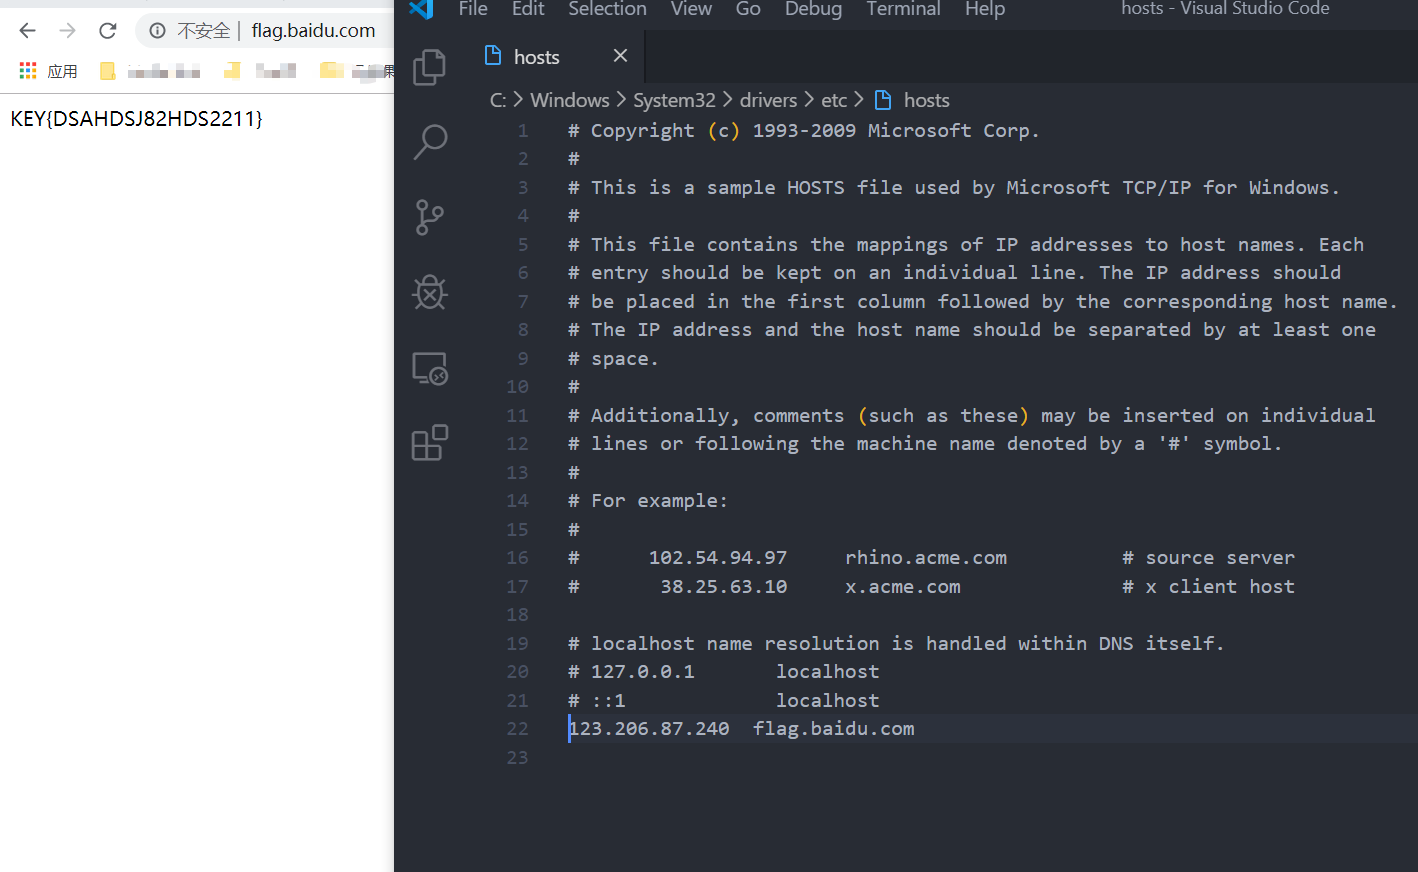 不安全 | flag.baidu.com
应用
KEY{DSAHDSJ82HDS2211}
File Edit Selection View Go Debug Terminal Help hosts - Visual Studio Code
hosts
C: > Windows > System32 > drivers > etc > hosts
1 # Copyright (c) 1993-2009 Microsoft Corp.
2 #
3 # This is a sample HOSTS file used by Microsoft TCP/IP for Windows.
4 #
5 # This file contains the mappings of IP addresses to host names. Each
6 # entry should be kept on an individual line. The IP address should
7 # be placed in the first column followed by the corresponding host name.
8 # The IP address and the host name should be separated by at least one
9 # space.
10 #
11 # Additionally, comments (such as these) may be inserted on individual
12 # lines or following the machine name denoted by a '#' symbol.
13 #
14 # For example:
15 #
16 #      102.54.94.97     rhino.acme.com          # source server
17 #       38.25.63.10     x.acme.com              # x client host
18
19 # localhost name resolution is handled within DNS itself.
20 # 127.0.0.1       localhost
21 # ::1             localhost
22 123.206.87.240  flag.baidu.com
23